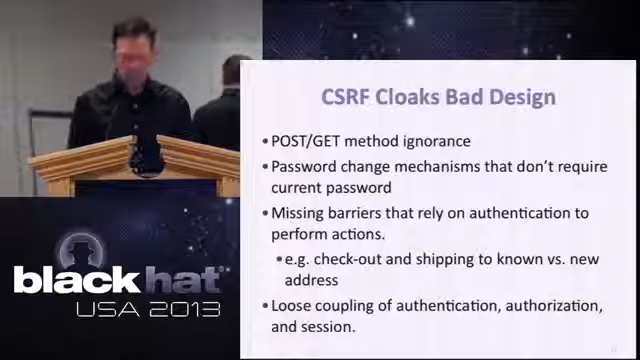 CSRF Cloaks Bad Design
•POST/GET method ignorance
•Password change mechanisms that don't require
current password
•Missing barriers that rely on authentication to
perform actions.
•e.g. check-out and shipping to known vs. new
address
•Loose coupling of authentication, authorization,
and session.
black hat®
USA 2013